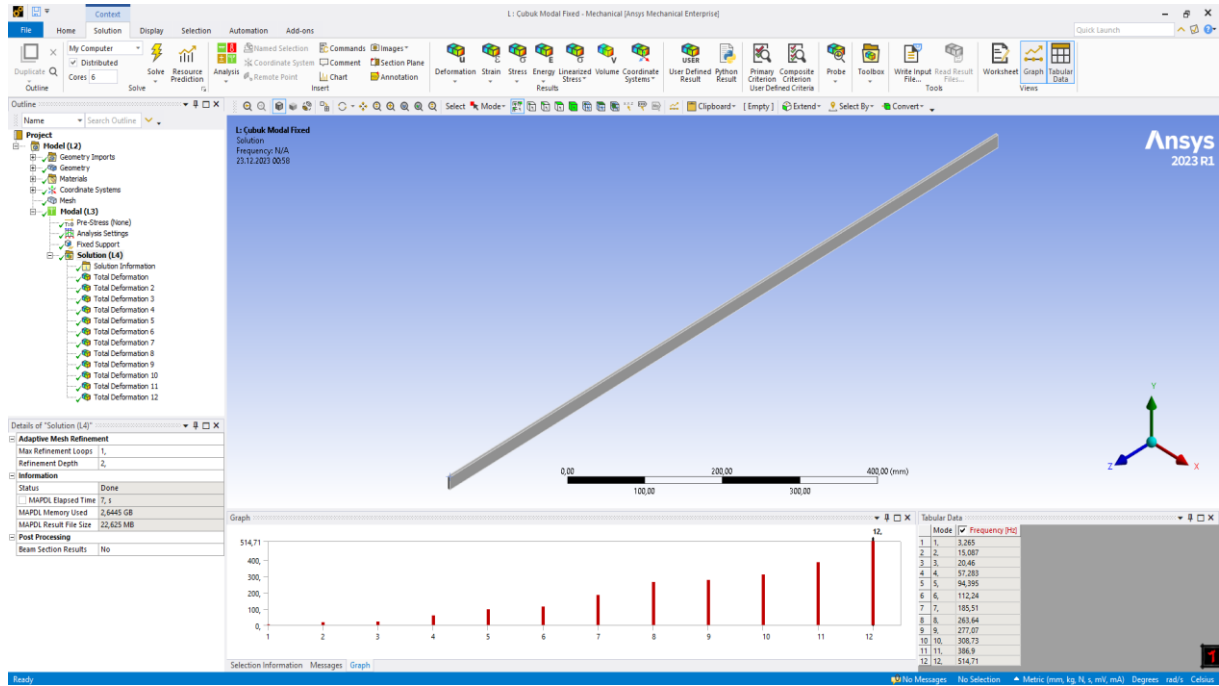 Context
L : Çubuk Modal Fixed - Mechanical [Ansys Mechanical Enterprise]
File Home Solution Display Selection Automation Add-ons Quick Launch
Duplicate
My Computer
Distributed
Cores 6
Solve
Resource Prediction
Analysis
Named Selection
Coordinate System
Remote Point
Commands
Comment
Chart
Images
Section Plane
Annotation
Deformation Strain Stress Energy Linearized Stress Volume Coordinate Systems
USER
User Defined Result
Python Result
Primary Criterion
Composite Criterion
Probe
Toolbox
Write Input File...
Read Result Files...
Worksheet
Graph
Tabular Data
Outline Solve Insert Results User Defined Criteria Tools Views
Outline
Select Mode Clipboard [ Empty ] Extend Select By Convert
Name Search Outline
Project
Model (L2)
Geometry Imports
Geometry
Materials
Coordinate Systems
Mesh
Modal (L3)
Pre-Stress (None)
Analysis Settings
Fixed Support
Solution (L4)
Solution Information
Total Deformation
Total Deformation 2
Total Deformation 3
Total Deformation 4
Total Deformation 5
Total Deformation 6
Total Deformation 7
Total Deformation 8
Total Deformation 9
Total Deformation 10
Total Deformation 11
Total Deformation 12
L: Çubuk Modal Fixed
Solution
Frequency: N/A
23.12.2023 00:58
Ansys
2023 R1
Y
Z X
0,00 200,00 400,00 (mm)
100,00 300,00
Details of "Solution (L4)"
Adaptive Mesh Refinement
Max Refinement Loops 1,
Refinement Depth 2,
Information
Status Done
MAPDL Elapsed Time 7, s
MAPDL Memory Used 2,6445 GB
MAPDL Result File Size 22,625 MB
Post Processing
Beam Section Results No
Graph
12,
514,71
400,
300,
200,
100,
0,
1 2 3 4 5 6 7 8 9 10 11 12
Selection Information Messages Graph
Tabular Data
Mode Frequency [Hz]
1 1, 3,265
2 2, 15,087
3 3, 20,46
4 4, 57,283
5 5, 94,395
6 6, 112,24
7 7, 185,51
8 8, 263,64
9 9, 277,07
10 10, 308,73
11 11, 386,9
12 12, 514,71
1
Ready No Messages No Selection Metric (mm, kg, N, s, mV, mA) Degrees rad/s Celsius